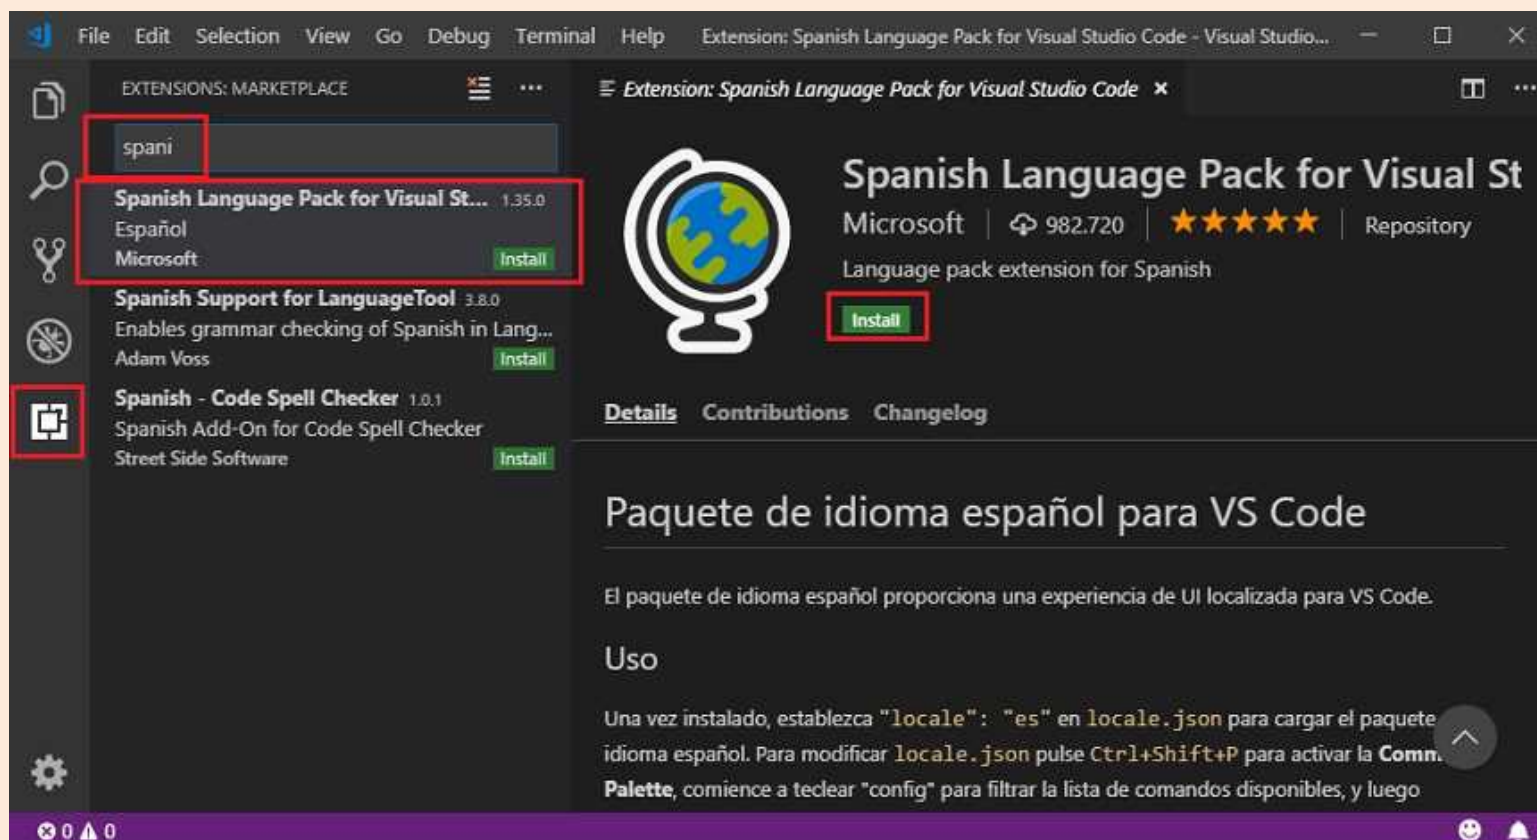 File Edit Selection View Go Debug Terminal Help Extension: Spanish Language Pack for Visual Studio Code - Visual Studio...
EXTENSIONS: MARKETPLACE
spani
Spanish Language Pack for Visual St... 1.35.0
Español
Microsoft Install
Spanish Support for LanguageTool 3.8.0
Enables grammar checking of Spanish in Lang...
Adam Voss Install
Spanish - Code Spell Checker 1.0.1
Spanish Add-On for Code Spell Checker
Street Side Software Install
Extension: Spanish Language Pack for Visual Studio Code
Spanish Language Pack for Visual St
Microsoft 982.720 Repository
Language pack extension for Spanish
Install
Details Contributions Changelog
Paquete de idioma español para VS Code
El paquete de idioma español proporciona una experiencia de UI localizada para VS Code.
Uso
Una vez instalado, establezca "locale": "es" en locale.json para cargar el paquete
idioma español. Para modificar locale.json pulse Ctrl+Shift+P para activar la Comm
Palette, comience a teclear "config" para filtrar la lista de comandos disponibles, y luego
0 0